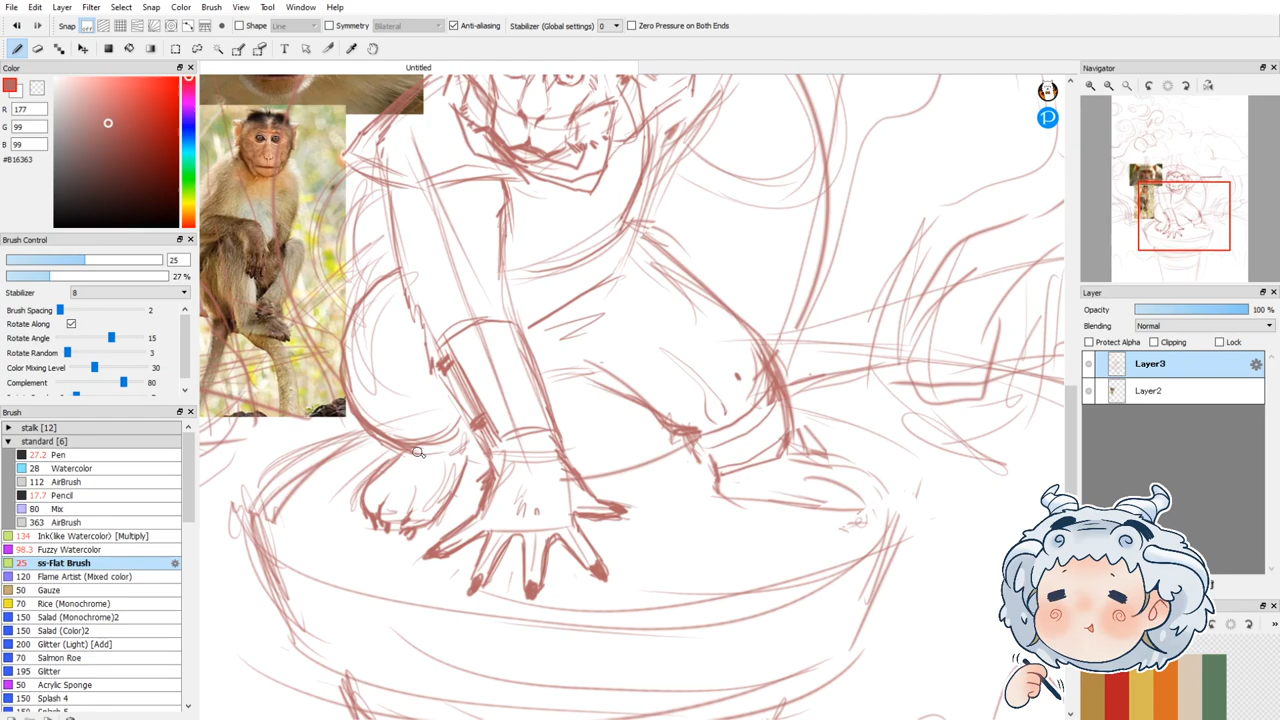 File Edit Layer Filter Select Snap Color Brush View Tool Window Help
Snap Shape Line Symmetry Bilateral Anti-aliasing Stabilizer (Global settings) 0 Zero Pressure on Both Ends
Color
R 177
G 99
B 99
#B16363
Brush Control
25
27 %
Stabilizer 8
Brush Spacing 2
Rotate Along
Rotate Angle 15
Rotate Random 3
Color Mixing Level 30
Complement 80
Brush
stalk [12]
standard [6]
27.2 Pen
28 Watercolor
112 AirBrush
17.7 Pencil
80 Mix
363 AirBrush
134 Ink(like Watercolor) [Multiply]
98.3 Fuzzy Watercolor
25 ss-Flat Brush
120 Flame Artist (Mixed color)
50 Gauze
70 Rice (Monochrome)
150 Salad (Monochrome)2
150 Salad (Color)2
200 Glitter (Light) [Add]
70 Salmon Roe
195 Glitter
50 Acrylic Sponge
150 Splash 4
Untitled
Navigator
Layer
Opacity 100 %
Blending Normal
Protect Alpha Clipping Lock
Layer3
Layer2